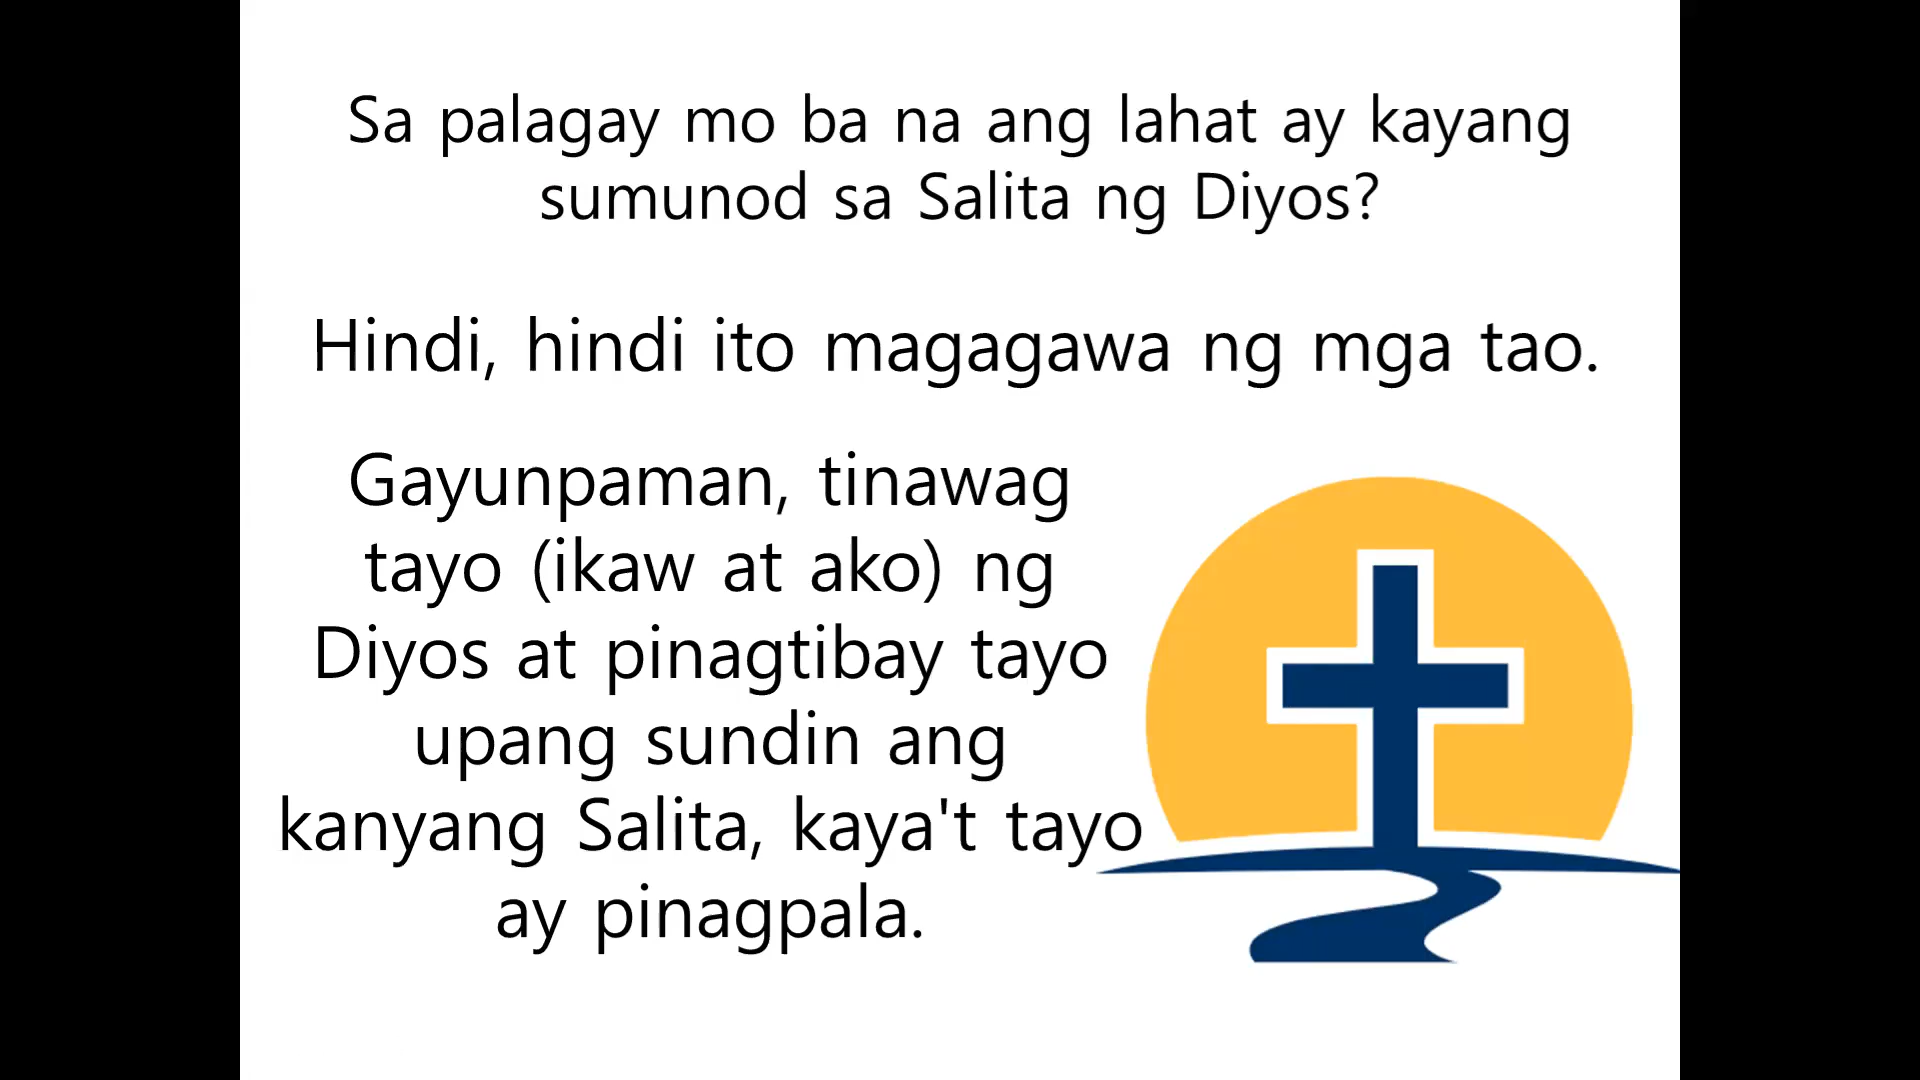 Sa palagay mo ba na ang lahat ay kayang
sumunod sa Salita ng Diyos?
Hindi, hindi ito magagawa ng mga tao.
Gayunpaman, tinawag
tayo (ikaw at ako) ng
Diyos at pinagtibay tayo
upang sundin ang
kanyang Salita, kaya't tayo
ay pinagpala.